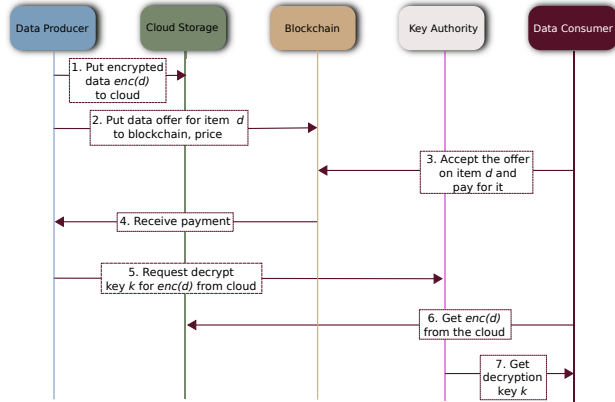 Data Producer
Cloud Storage
Blockchain
Key Authority
Data Consumer
1. Put encrypted
data enc(d)
to cloud
2. Put data offer for item d
to blockchain, price
3. Accept the offer
on item d and
pay for it
4. Receive payment
5. Request decrypt
key k for enc(d) from cloud
6. Get enc(d)
from the cloud
7. Get
decryption
key k